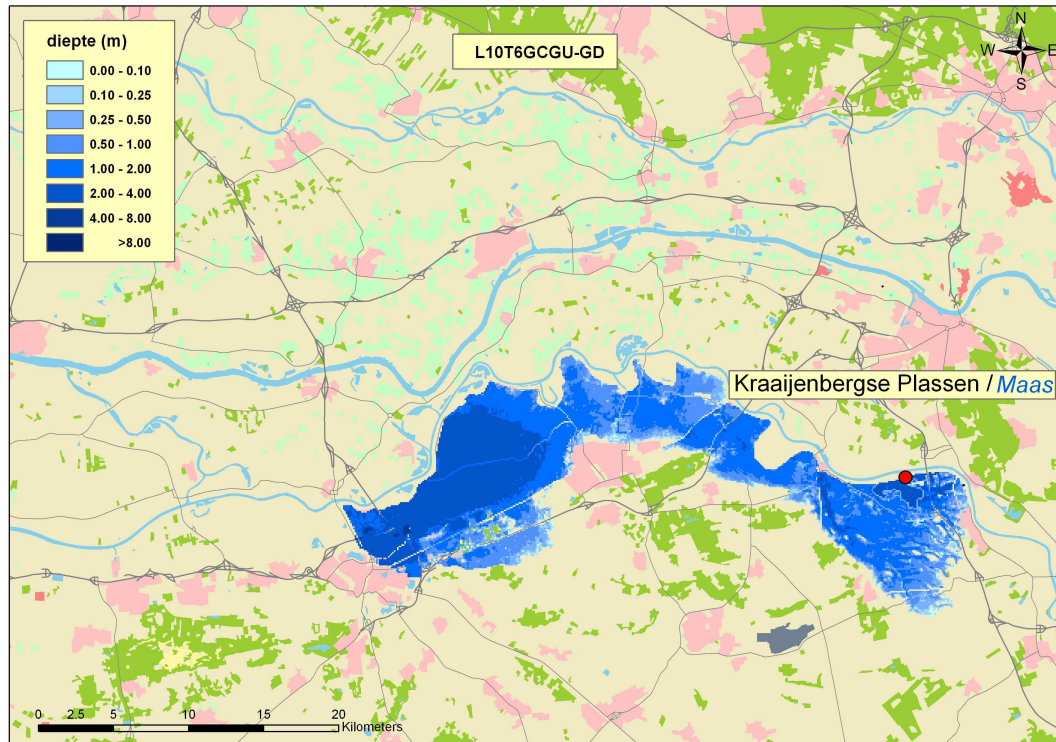 diepte (m)
0.00 - 0.10
0.10 - 0.25
0.25 - 0.50
0.50 - 1.00
1.00 - 2.00
2.00 - 4.00
4.00 - 8.00
>8.00
L10T6GCGU-GD
N
W E
S
Kraaijenbergse Plassen / Maas
0 2.5 5 10 15 20
Kilometers